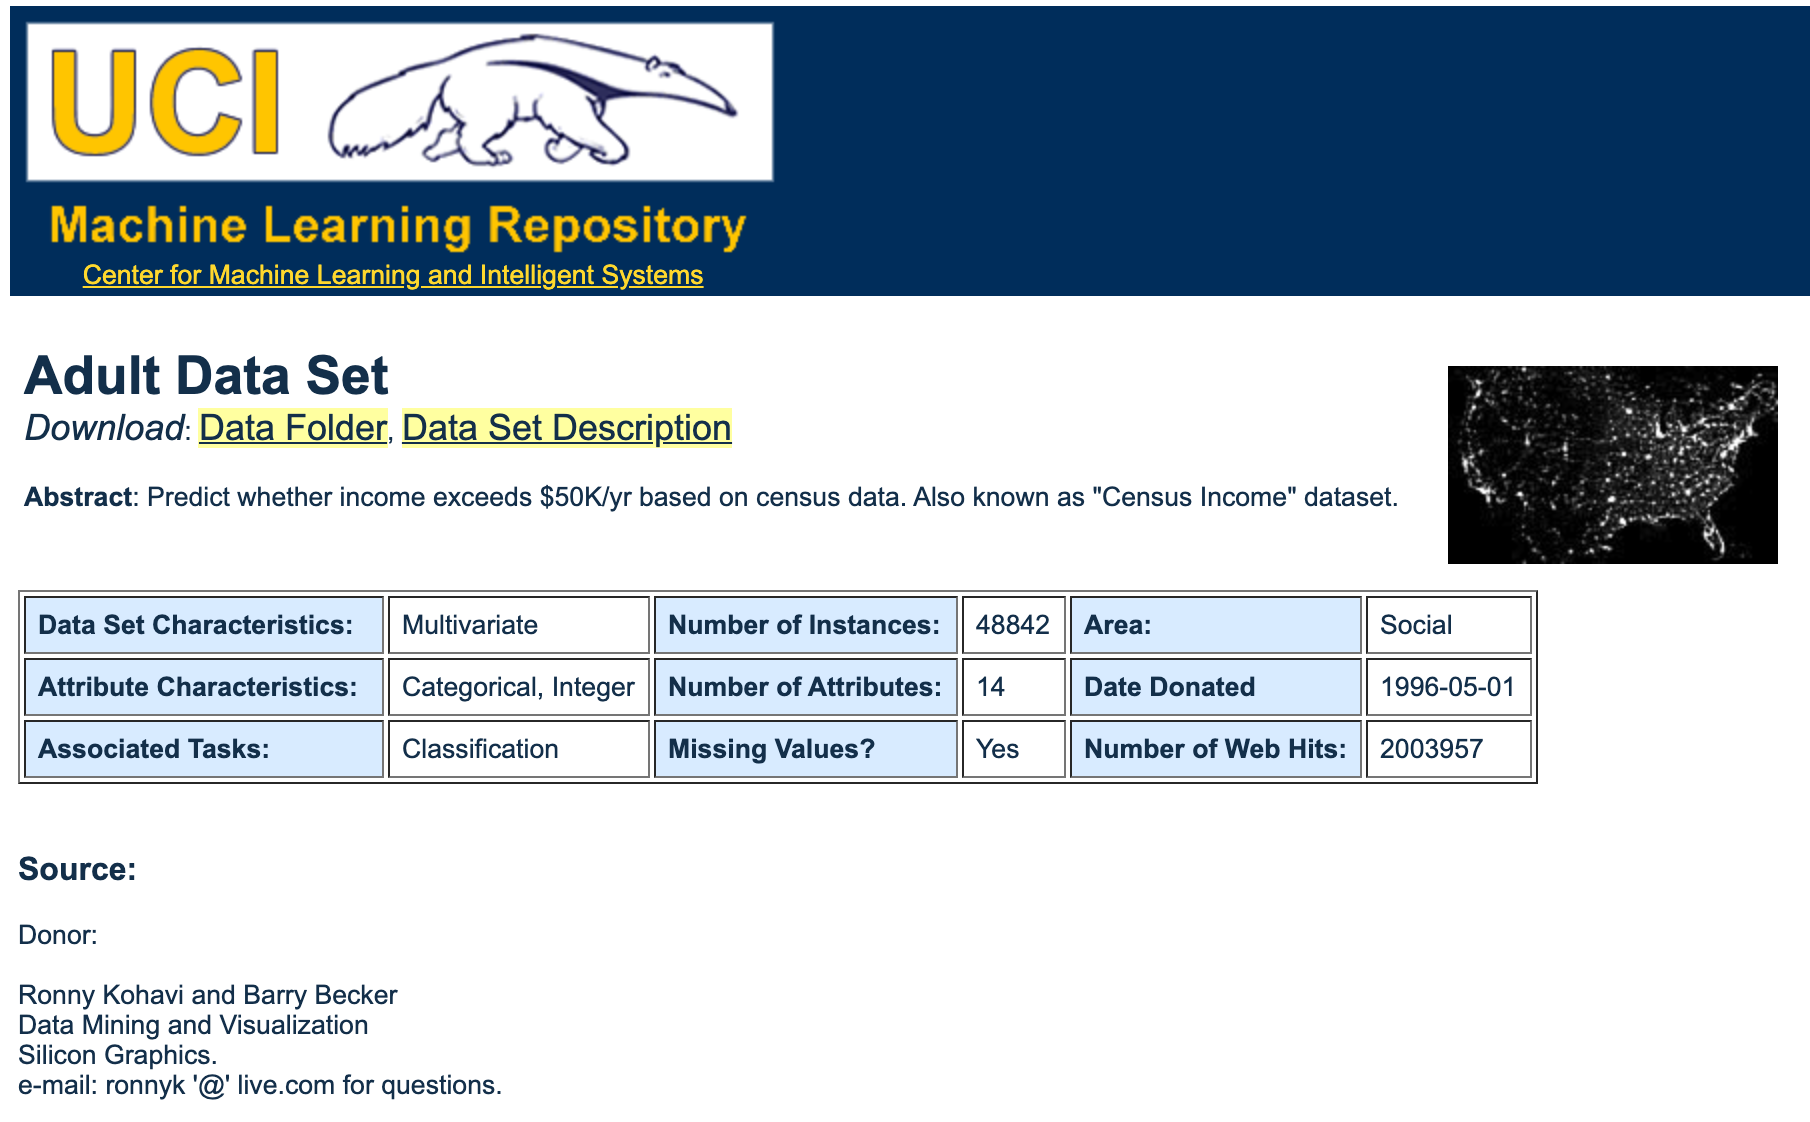 UCI
Machine Learning Repository
Center for Machine Learning and Intelligent Systems
Adult Data Set
Download: Data Folder, Data Set Description
Abstract: Predict whether income exceeds $50K/yr based on census data. Also known as "Census Income" dataset.
Data Set Characteristics: Multivariate Number of Instances: 48842 Area: Social
Attribute Characteristics: Categorical, Integer Number of Attributes: 14 Date Donated 1996-05-01
Associated Tasks: Classification Missing Values? Yes Number of Web Hits: 2003957
Source:
Donor:
Ronny Kohavi and Barry Becker
Data Mining and Visualization
Silicon Graphics.
e-mail: ronnyk '@' live.com for questions.